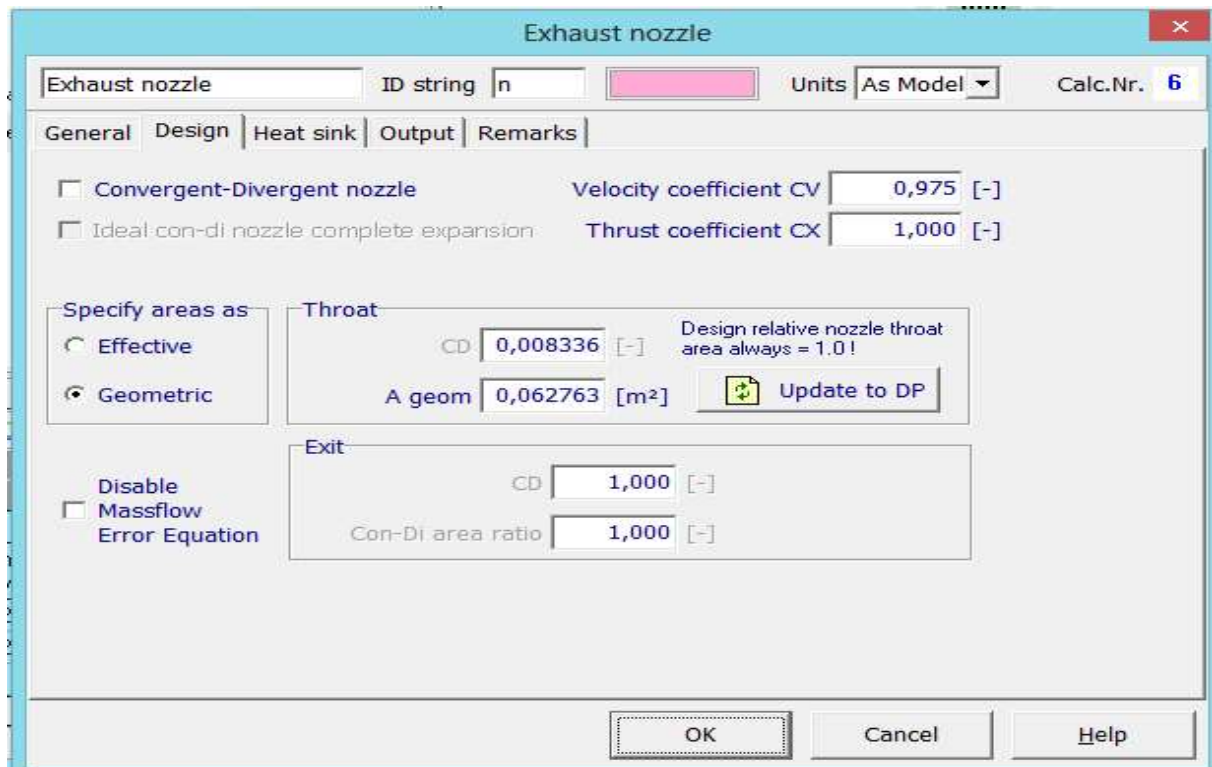 Exhaust nozzle
Exhaust nozzle ID string n Units As Model Calc.Nr. 6
General Design Heat sink Output Remarks
Convergent-Divergent nozzle Velocity coefficient CV 0,975 [-]
Ideal con-di nozzle complete expansion Thrust coefficient CX 1,000 [-]
Specify areas as
Effective
Geometric
Throat
CD 0,008336 [-]
Design relative nozzle throat
area always = 1.0 !
A geom 0,062763 [m²] Update to DP
Disable
Massflow
Error Equation
Exit
CD 1,000 [-]
Con-Di area ratio 1,000 [-]
OK Cancel Help